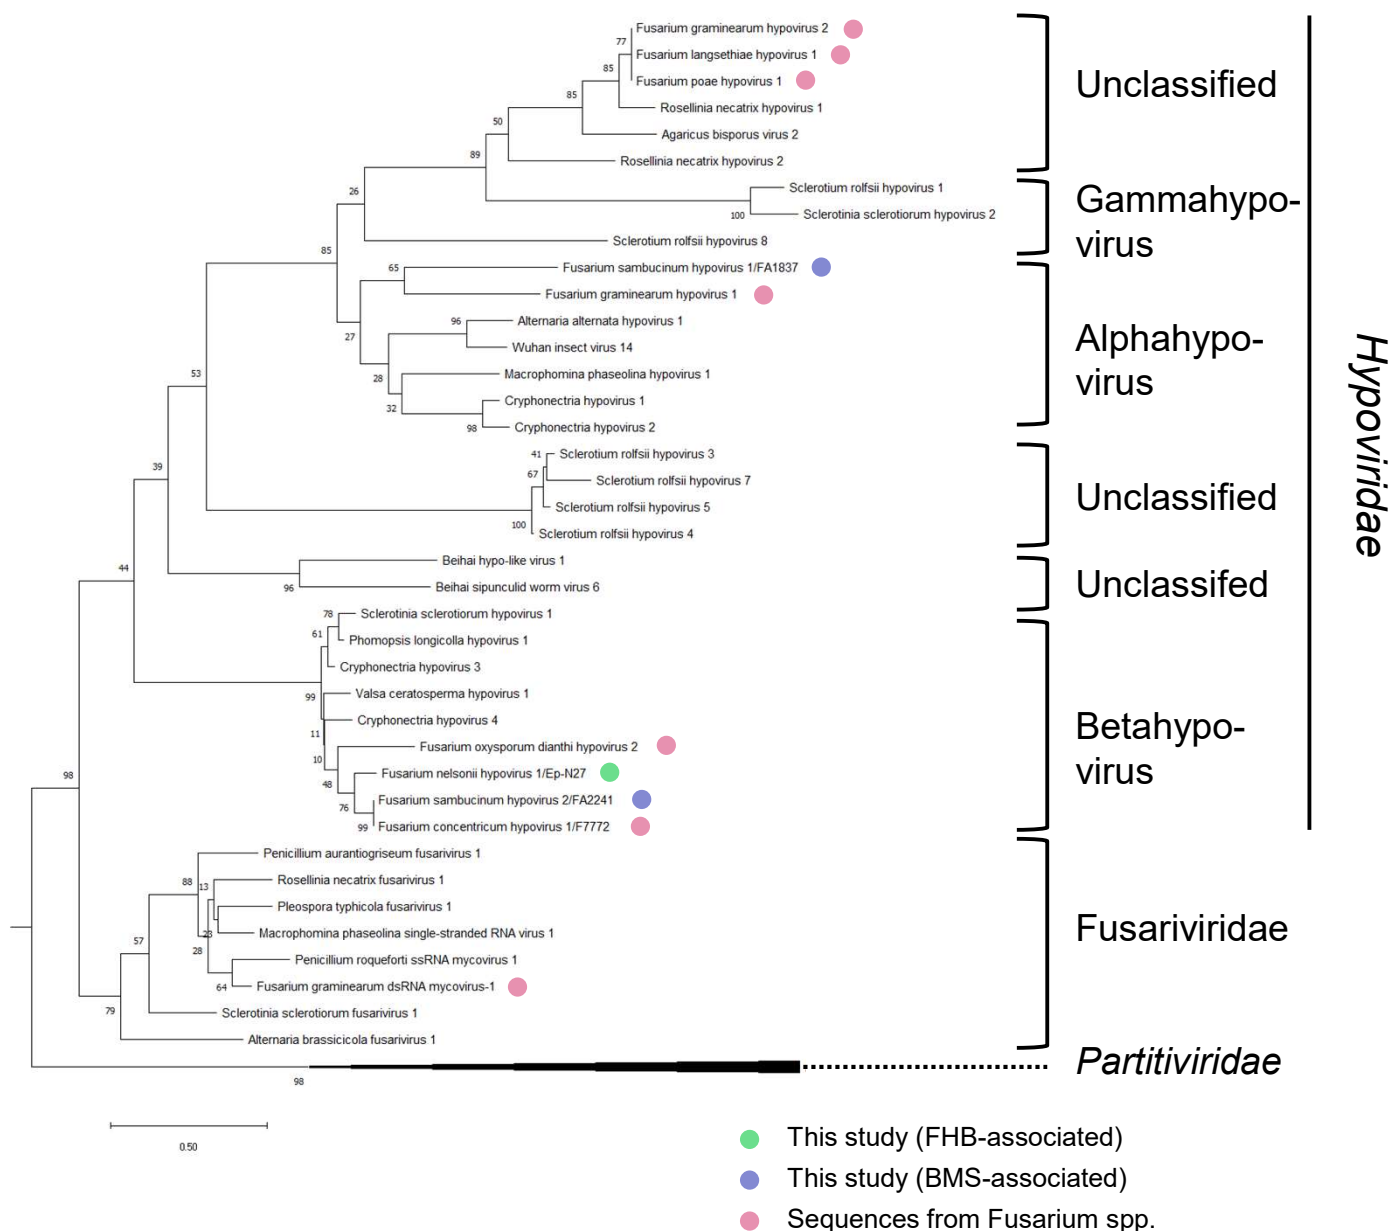 Fusarium graminearum hypovirus 2
77
Fusarium langsethiae hypovirus 1
85
Fusarium poae hypovirus 1
Unclassified
85
Rosellinia necatrix hypovirus 1
50
Agaricus bisporus virus 2
89
Rosellinia necatrix hypovirus 2
26
Sclerotium rolfsii hypovirus 1
100
Sclerotinia sclerotiorum hypovirus 2
Gammahypo-
virus
85
Sclerotium rolfsii hypovirus 8
65
Fusarium sambucinum hypovirus 1/FA1837
Fusarium graminearum hypovirus 1
96
Alternaria alternata hypovirus 1
27
Wuhan insect virus 14
Alphahypo-
virus
28
Macrophomina phaseolina hypovirus 1
53
32
Cryphonectria hypovirus 1
98
Cryphonectria hypovirus 2
Hypoviridae
41
Sclerotium rolfsii hypovirus 3
39
67
Sclerotium rolfsii hypovirus 7
Unclassified
Sclerotium rolfsii hypovirus 5
100
Sclerotium rolfsii hypovirus 4
44
Beihai hypo-like virus 1
96
Beihai sipunculid worm virus 6
Unclassifed
78
Sclerotinia sclerotiorum hypovirus 1
61
Phomopsis longicolla hypovirus 1
Cryphonectria hypovirus 3
99
Valsa ceratosperma hypovirus 1
Cryphonectria hypovirus 4
11
Fusarium oxysporum dianthi hypovirus 2
Betahypo-
virus
10
Fusarium nelsonii hypovirus 1/Ep-N27
98
48
Fusarium sambucinum hypovirus 2/FA2241
76
99
Fusarium concentricum hypovirus 1/F7772
Penicillium aurantiogriseum fusarivirus 1
88
13
Rosellinia necatrix fusarivirus 1
Pleospora typhicola fusarivirus 1
23
Macrophomina phaseolina single-stranded RNA virus 1
Fusariviridae
57
28
Penicillium roqueforti ssRNA mycovirus 1
64
Fusarium graminearum dsRNA mycovirus-1
79
Sclerotinia sclerotiorum fusarivirus 1
Alternaria brassicicola fusarivirus 1
98
Partitiviridae
0.50
This study (FHB-associated)
This study (BMS-associated)
Sequences from Fusarium spp.